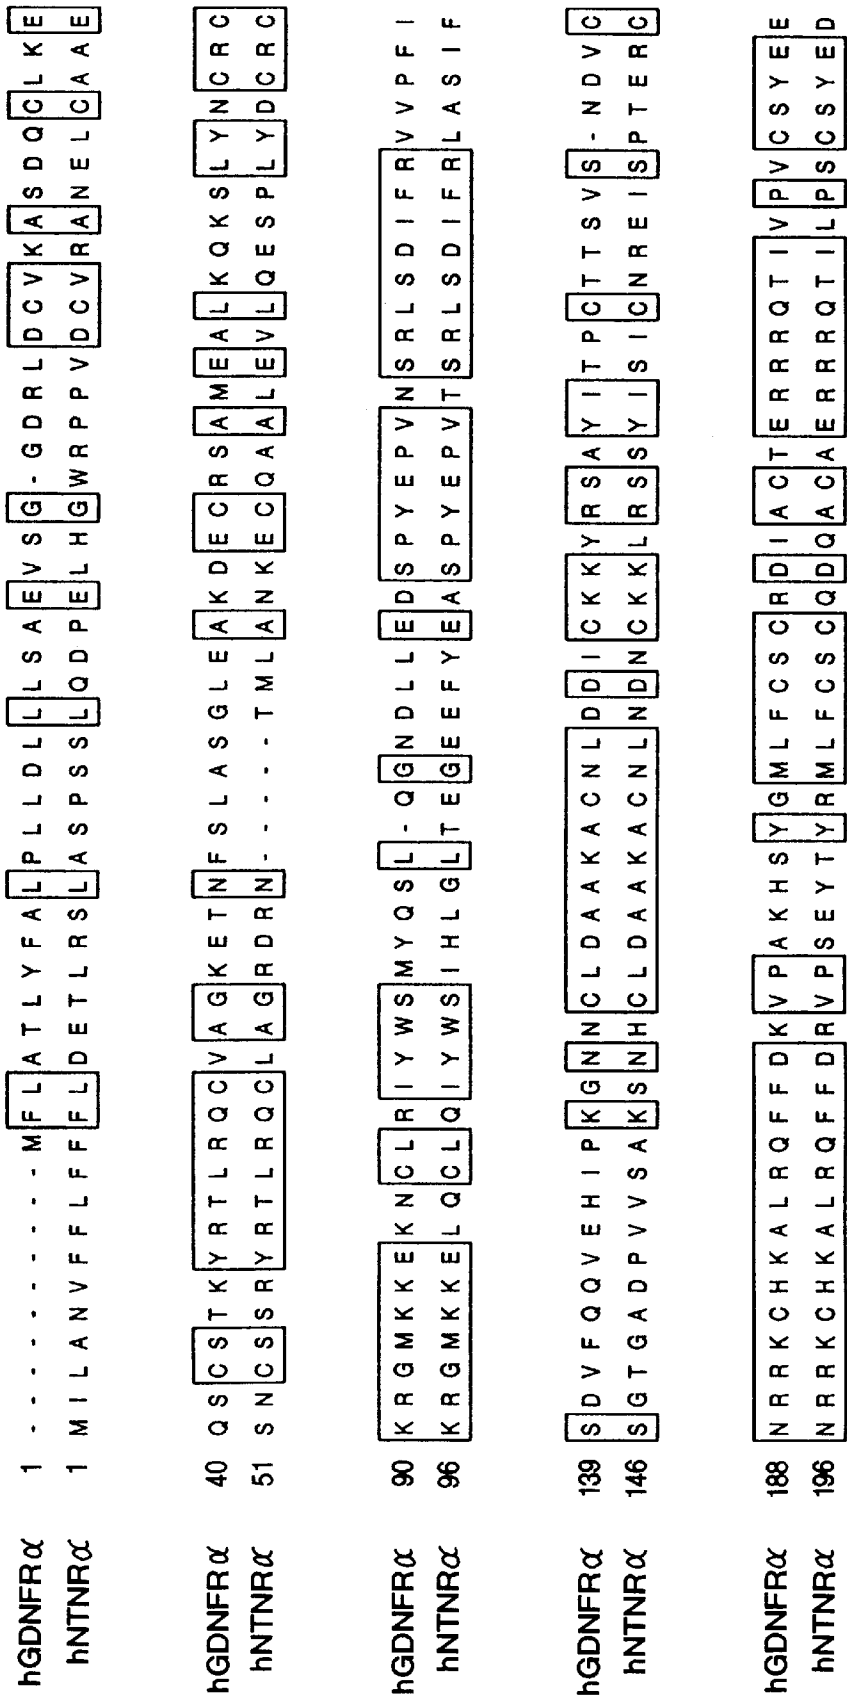 hGDNFRα 1 - - - - - - - - - - M F L A T L Y F A L P L L D L L L S A E V S G - G D R L D C V K A S D Q C L K E
hNTNRα 1 M I L A N V F F L F F F L D E T L R S L A S P S S L Q D P E L H G W R P P V D C V R A N E L C A A E
hGDNFRα 40 Q S C S T K Y R T L R Q C V A G K E T N F S L A S G L E A K D E C R S A M E A L K Q K S L Y N C R C
hNTNRα 51 S N C S S R Y R T L R Q C L A G R D R N - - - - - T M L A N K E C Q A A L E V L Q E S P L Y D C R C
hGDNFRα 90 K R G M K K E K N C L R I Y W S M Y Q S L - Q G N D L L E D S P Y E P V N S R L S D I F R V V P F I
hNTNRα 96 K R G M K K E L Q C L Q I Y W S I H L G L T E G E E F Y E A S P Y E P V T S R L S D I F R L A S I F
hGDNFRα 139 S D V F Q Q V E H I P K G N N C L D A A K A C N L D D I C K K Y R S A Y I T P C T T S V S - N D V C
hNTNRα 146 S G T G A D P V V S A K S N H C L D A A K A C N L N D N C K K L R S S Y I S I C N R E I S P T E R C
hGDNFRα 188 N R R K C H K A L R Q F F D K V P A K H S Y G M L F C S C R D I A C T E R R R Q T I V P V C S Y E E
hNTNRα 196 N R R K C H K A L R Q F F D R V P S E Y T Y R M L F C S C Q D Q A C A E R R R Q T I L P S C S Y E D